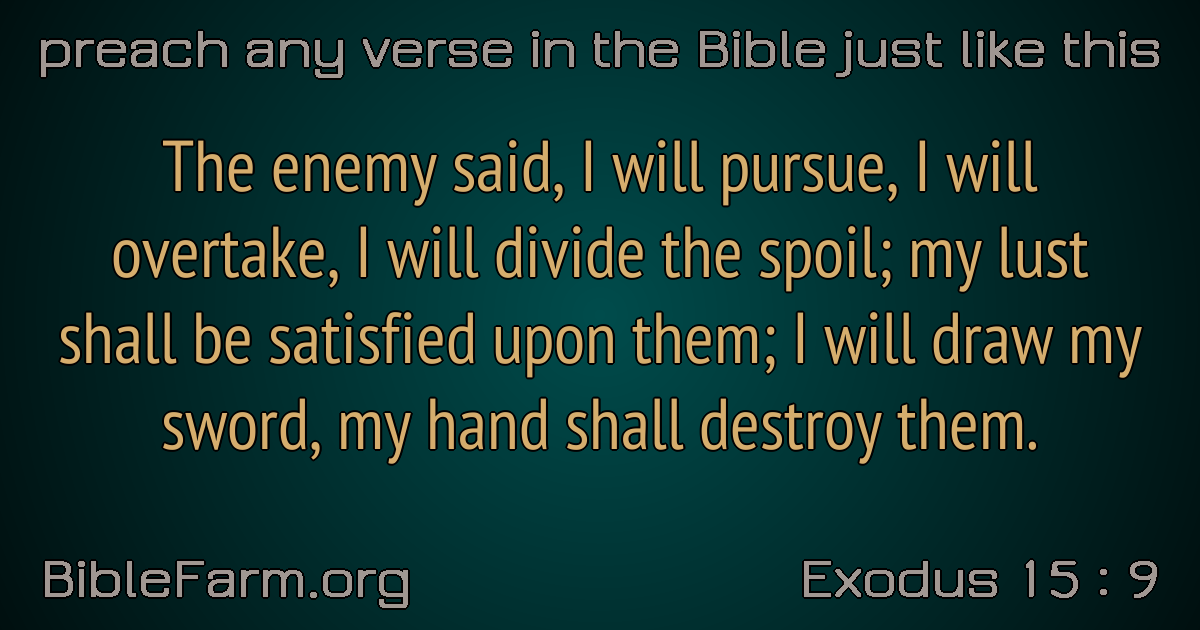 preach any verse in the Bible just like this
The enemy said, I will pursue, I will
overtake, I will divide the spoil; my lust
shall be satisfied upon them; I will draw my
sword, my hand shall destroy them.
BibleFarm.org
Exodus 15 : 9